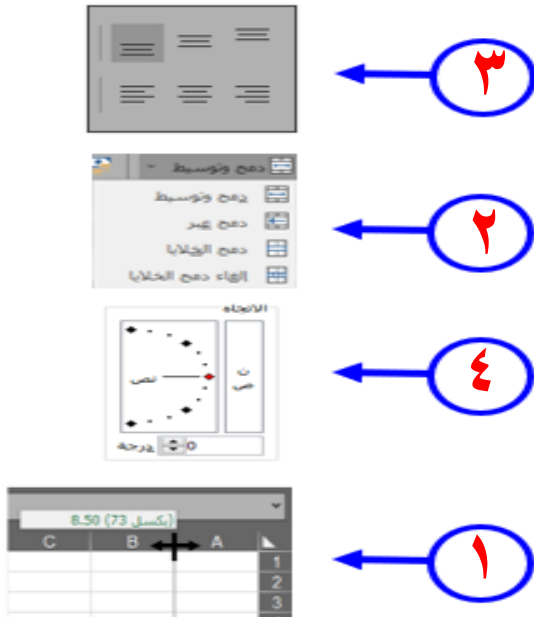 ٣
دمج وتوسيط
دمج وتوسيط
دمج عبر
دمج الخلايا
إلغاء دمج الخلايا
٢
الاتجاه
ن
ص
نص
0 درجة
٤
8.50 (73 بكسل)
C B A
1
2
3
١